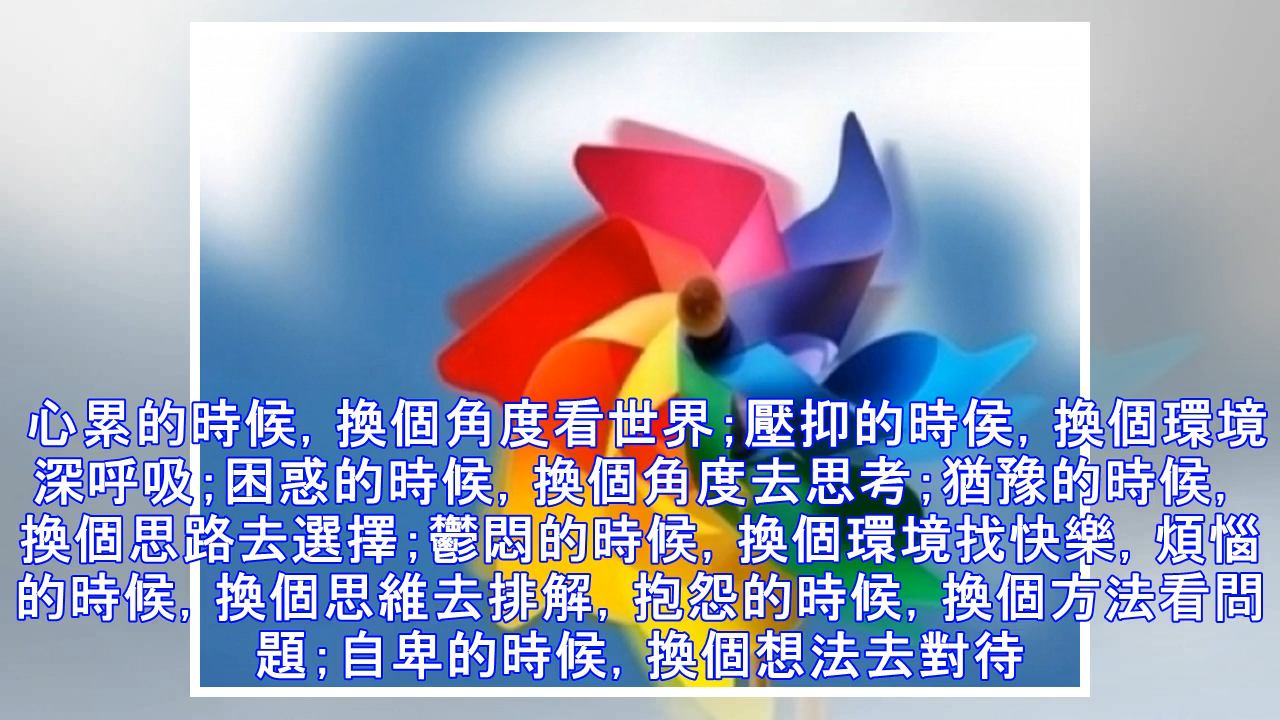 心累的時候, 換個角度看世界;壓抑的時侯, 換個環境
深呼吸;困惑的時候, 換個角度去思考;猶豫的時候,
換個思路去選擇;鬱悶的時候, 換個環境找快樂, 煩惱
的時候, 換個思維去排解, 抱怨的時候, 換個方法看問
題;自卑的時候, 換個想法去對待